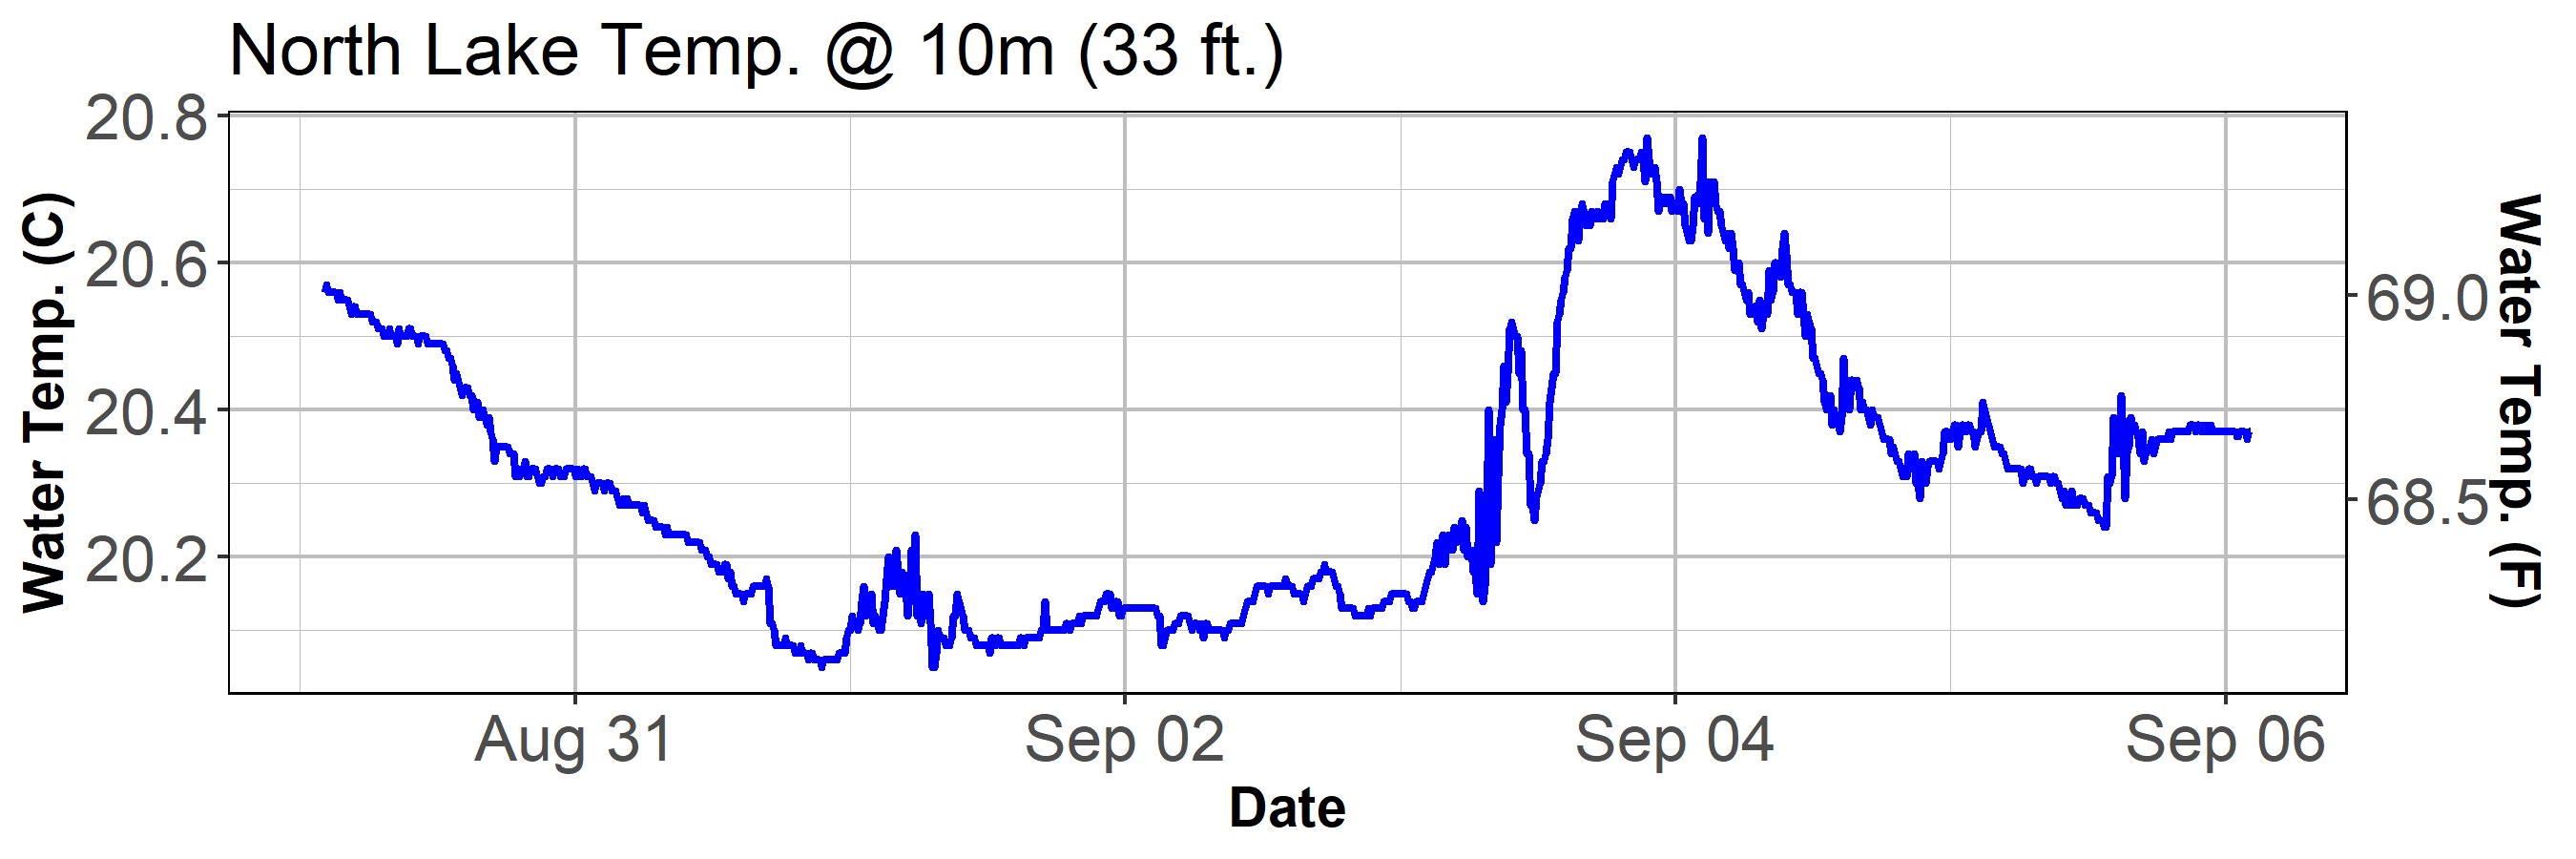 North Lake Temp. @ 10m (33 ft.)
Water Temp. (C)
20.8
20.6
20.4
20.2
69.0
68.5
Water Temp. (F)
Aug 31
Sep 02
Sep 04
Sep 06
Date